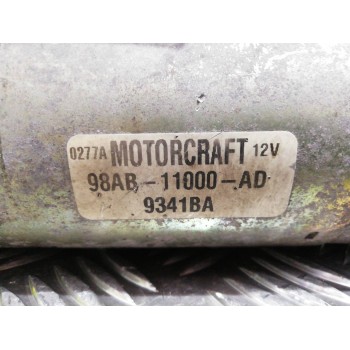 0277A MOTORCRAFT 12V
98AB-11000-AD
9341BA